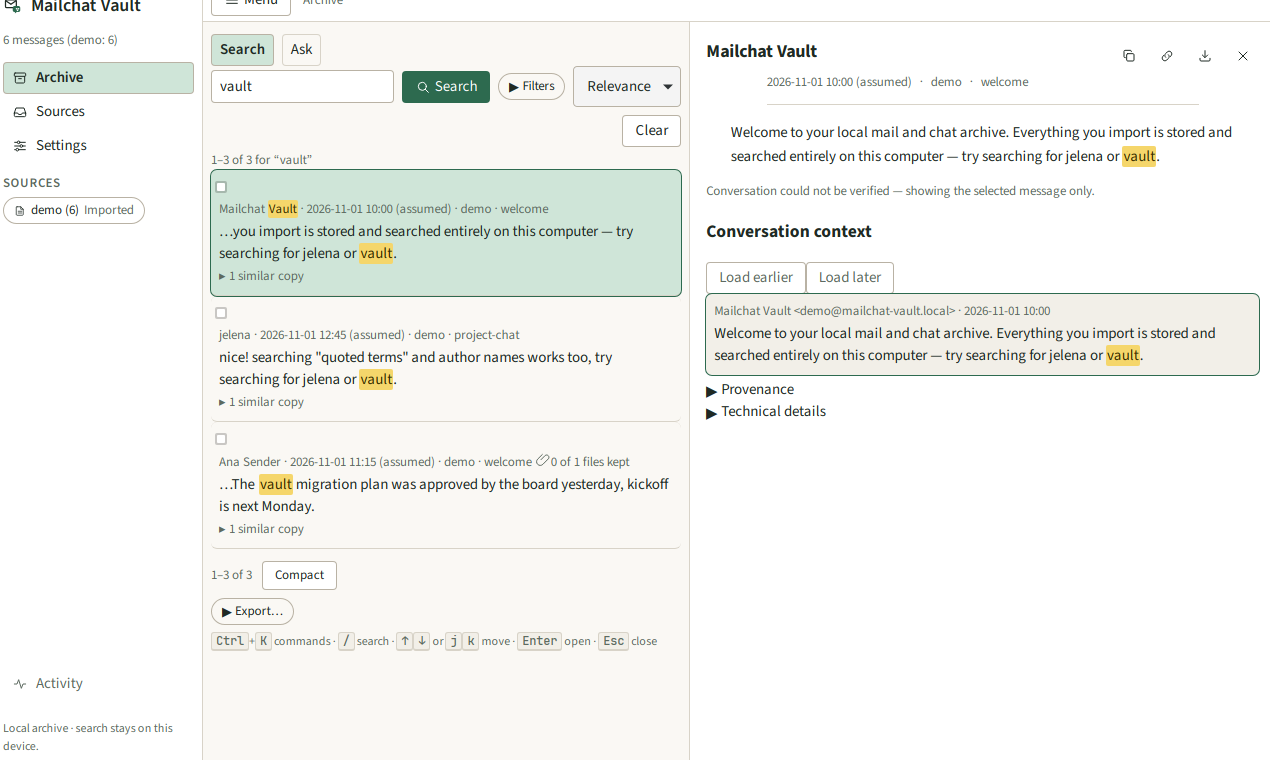 Mailchat Vault
6 messages (demo: 6)
Archive
Sources
Settings
SOURCES
demo (6) Imported
Activity
Local archive · search stays on this
device.
Menu
Archive
Search
Ask
vault
Search
▶ Filters
Relevance
Clear
1–3 of 3 for “vault”
Mailchat Vault · 2026-11-01 10:00 (assumed) · demo · welcome
…you import is stored and searched entirely on this computer — try
searching for jelena or vault.
▸ 1 similar copy
jelena · 2026-11-01 12:45 (assumed) · demo · project-chat
nice! searching "quoted terms" and author names works too, try
searching for jelena or vault.
▸ 1 similar copy
Ana Sender · 2026-11-01 11:15 (assumed) · demo · welcome 0 of 1 files kept
…The vault migration plan was approved by the board yesterday, kickoff
is next Monday.
▸ 1 similar copy
1–3 of 3
Compact
▶ Export…
Ctrl+K commands · / search · ↑ ↓ or j k move · Enter open · Esc close
Mailchat Vault
2026-11-01 10:00 (assumed) · demo · welcome
Welcome to your local mail and chat archive. Everything you import is stored and
searched entirely on this computer — try searching for jelena or vault.
Conversation could not be verified — showing the selected message only.
Conversation context
Load earlier
Load later
Mailchat Vault <demo@mailchat-vault.local> · 2026-11-01 10:00
Welcome to your local mail and chat archive. Everything you import is stored and
searched entirely on this computer — try searching for jelena or vault.
▶ Provenance
▶ Technical details